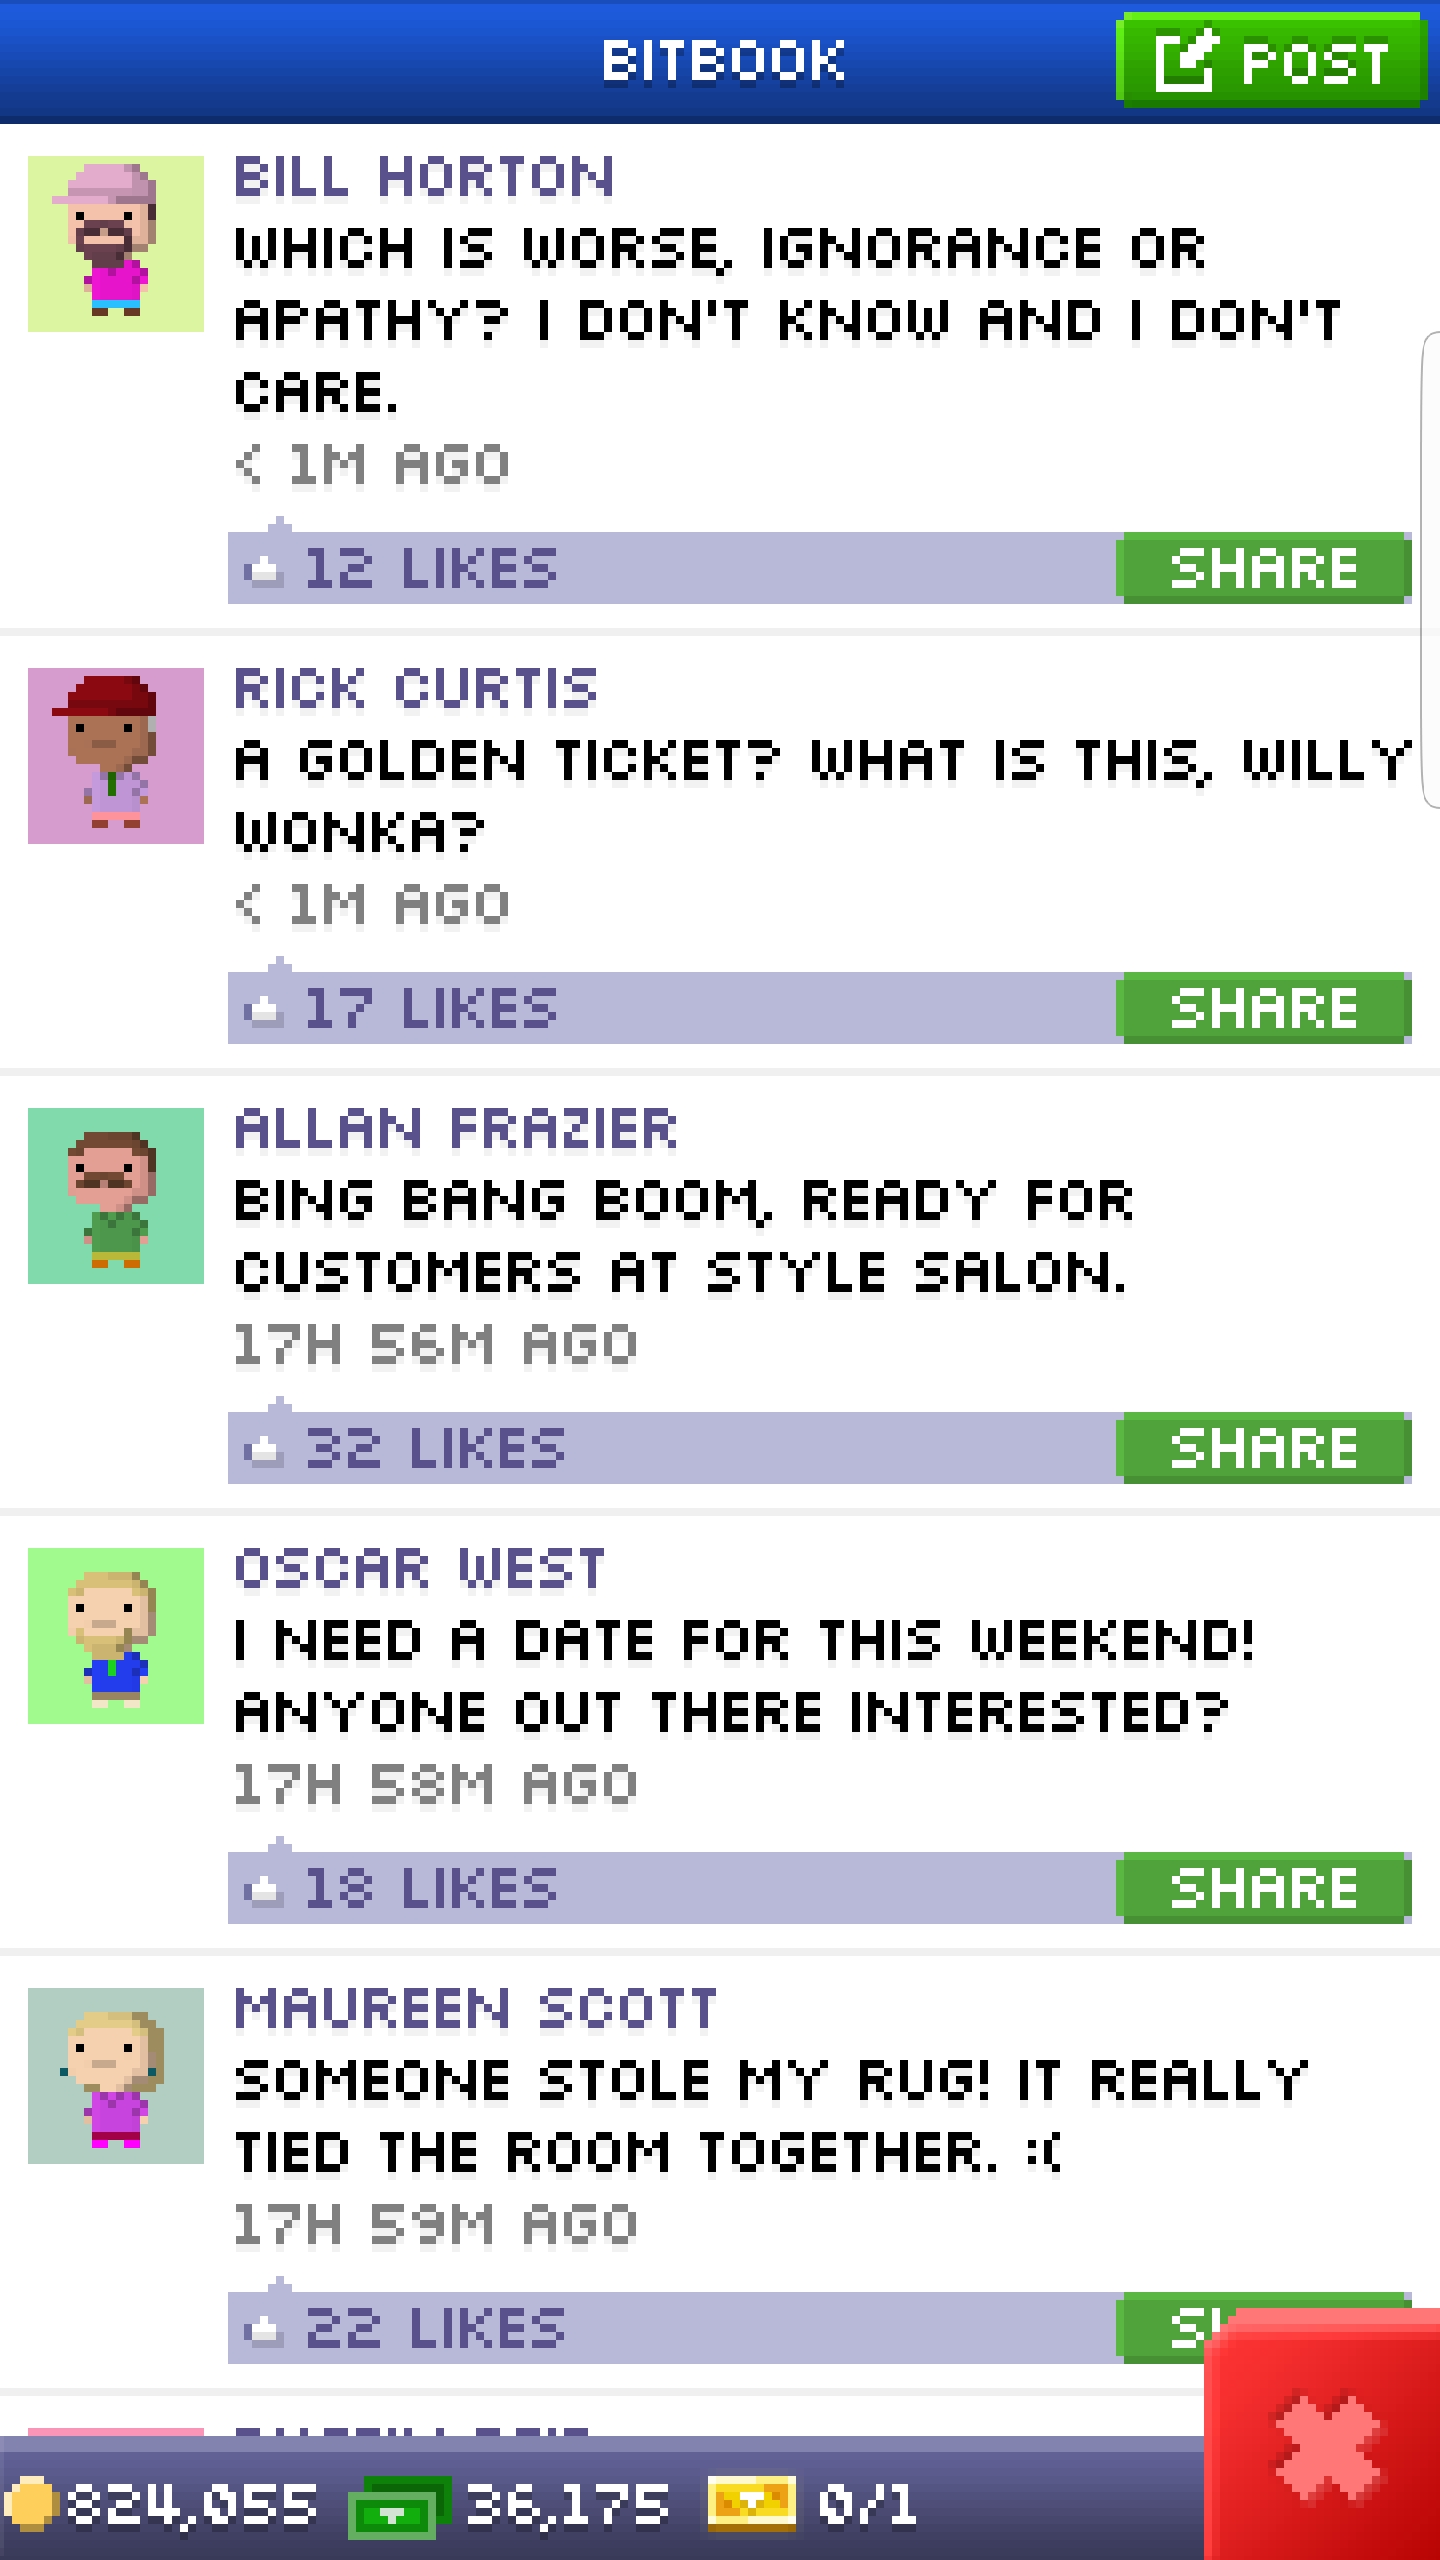 BITBOOK
POST
BILL HORTON
WHICH IS WORSE, IGNORANCE OR
APATHY? I DON'T KNOW AND I DON'T
CARE.
< 1M AGO
12 LIKES
SHARE
RICK CURTIS
A GOLDEN TICKET? WHAT IS THIS, WILLY
WONKA?
< 1M AGO
17 LIKES
SHARE
ALLAN FRAZIER
BING BANG BOOM, READY FOR
CUSTOMERS AT STYLE SALON.
17H 56M AGO
32 LIKES
SHARE
OSCAR WEST
I NEED A DATE FOR THIS WEEKEND!
ANYONE OUT THERE INTERESTED?
17H 58M AGO
18 LIKES
SHARE
MAUREEN SCOTT
SOMEONE STOLE MY RUG! IT REALLY
TIED THE ROOM TOGETHER. :(
17H 59M AGO
22 LIKES
824,055
36,175
0/1